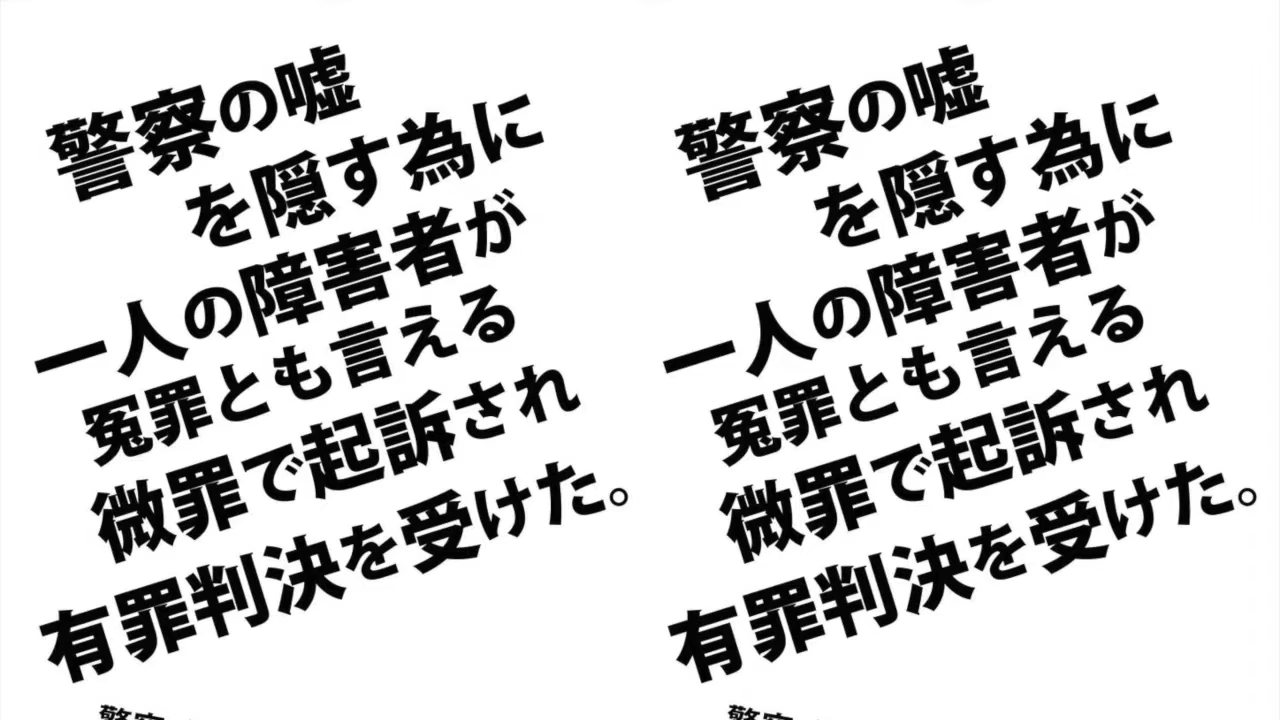 警察の嘘
を隠す為に
一人の障害者が
冤罪とも言える
微罪で起訴され
有罪判決を受けた。
警察の嘘
を隠す為に
一人の障害者が
冤罪とも言える
微罪で起訴され
有罪判決を受けた。